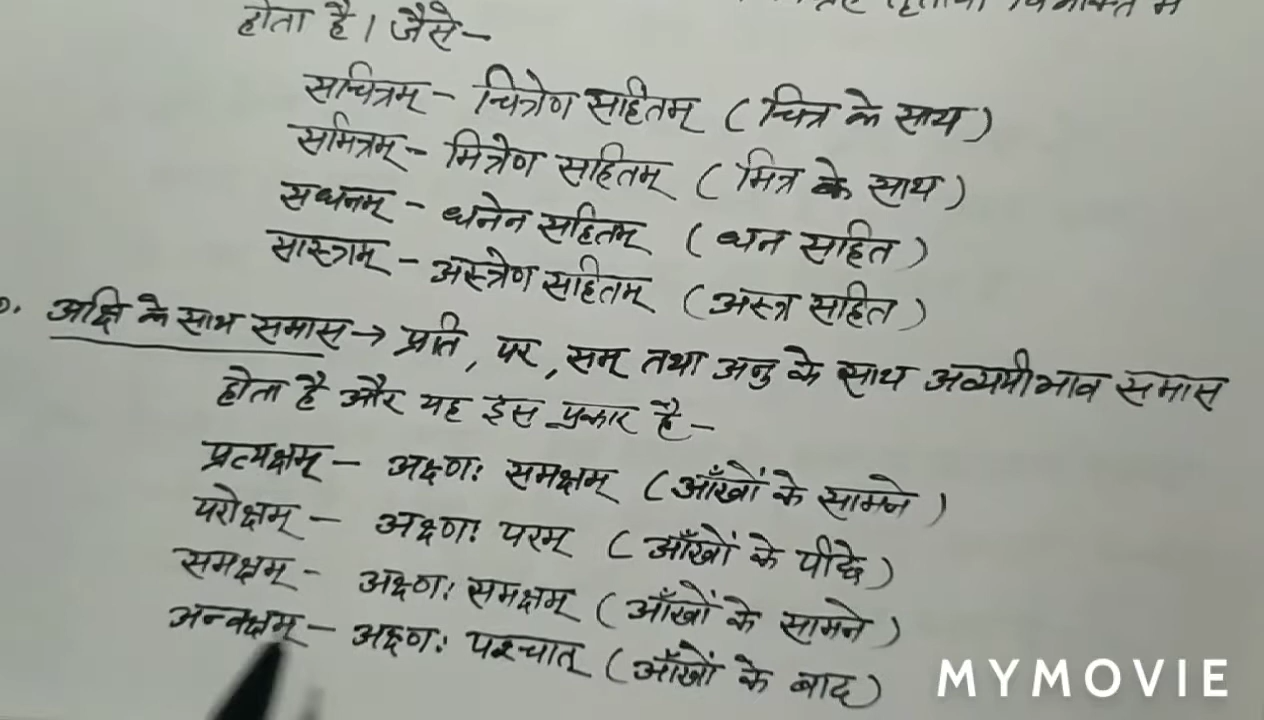 तृतीया विभक्ति में
होता है। जैसे-
सचित्रम् - चित्रेण सहितम् (चित्र के साथ)
समित्रम् - मित्रेण सहितम् (मित्र के साथ)
सधनम् - धनेन सहितम् (धन सहित)
सास्त्रम् - अस्त्रेण सहितम् (अस्त्र सहित)
अक्षि के साथ समास → प्रति, पर, सम् तथा अनु के साथ अव्ययीभाव समास
होता है और यह इस प्रकार है-
प्रत्यक्षम् - अक्ष्णः समक्षम् (आँखों के सामने)
परोक्षम् - अक्ष्णः परम् (आँखों के पीछे)
समक्षम् - अक्ष्णः समक्षम् (आँखों के सामने)
अन्वक्षम् - अक्ष्णः पश्चात् (आँखों के बाद)
MYMOVIE